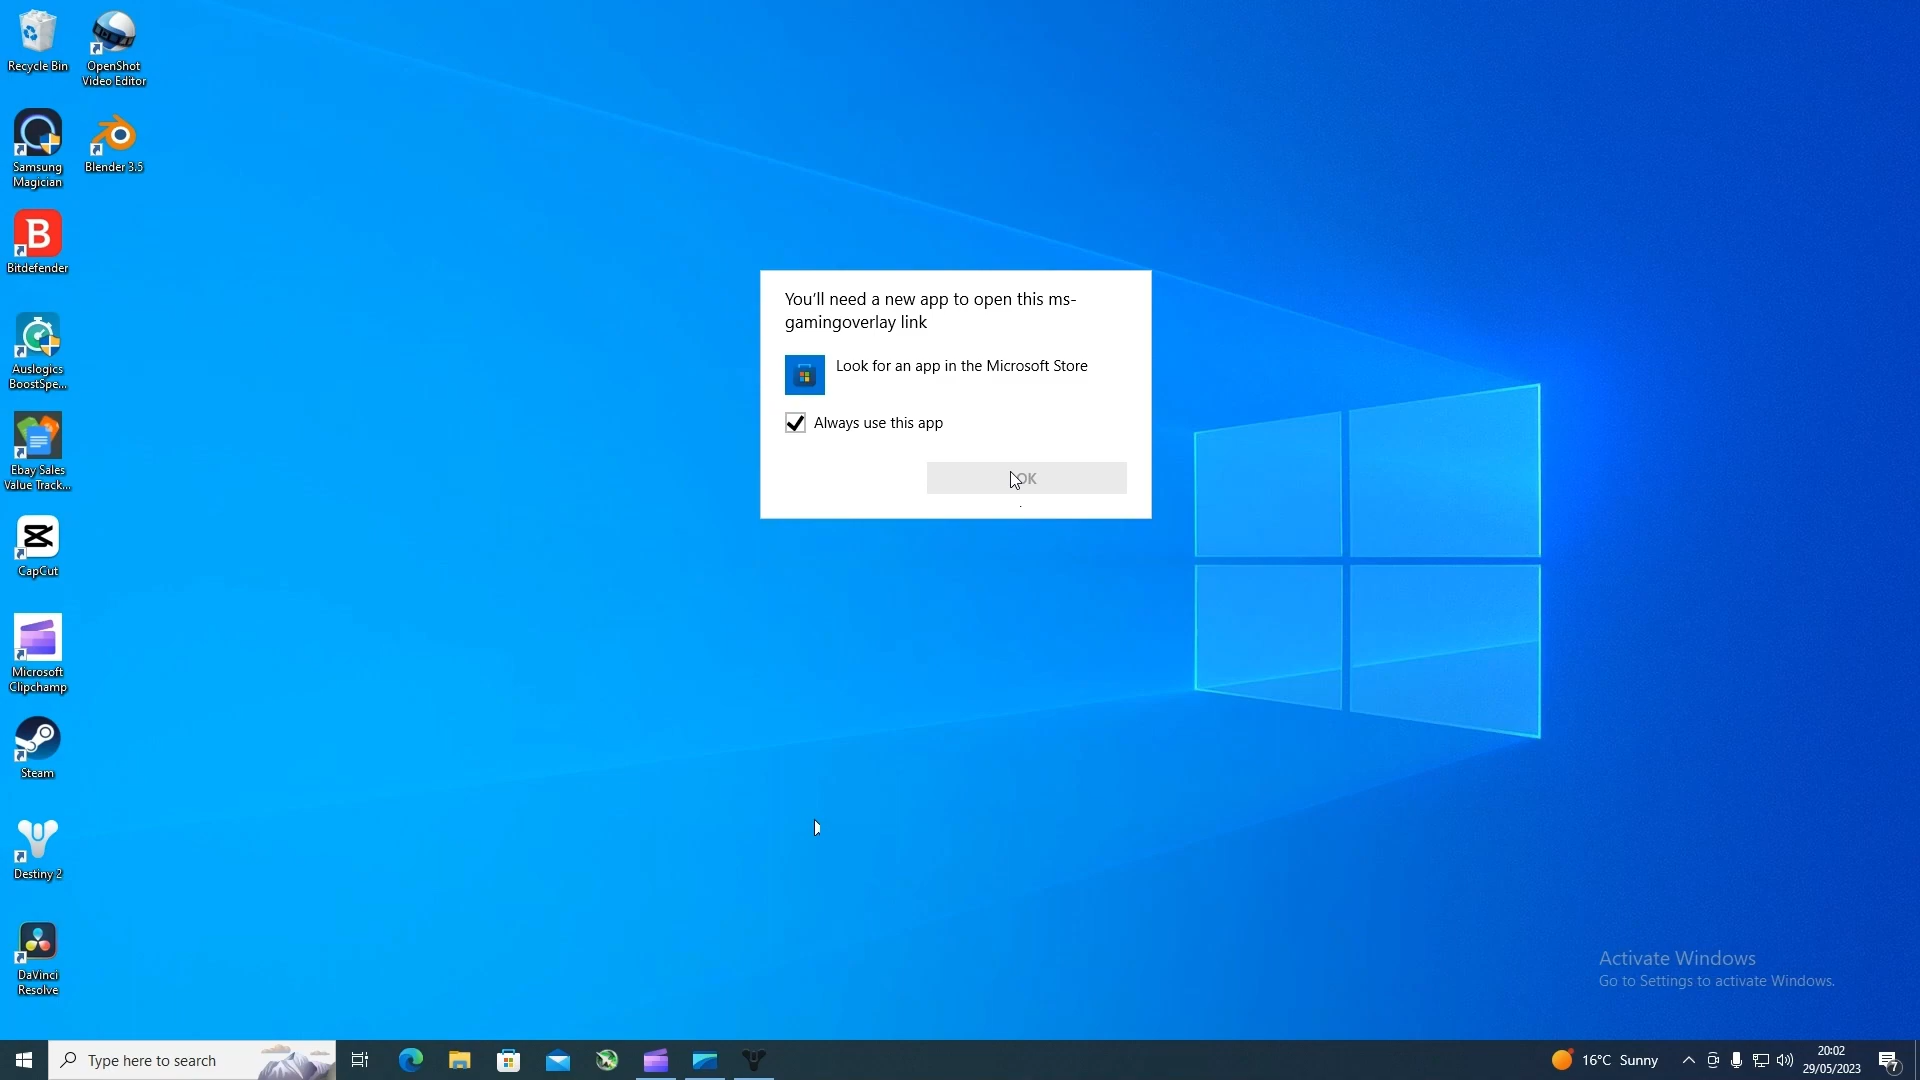 Recycle Bin
OpenShot
Video Editor
Samsung
Magician
Blender 3.5
Bitdefender
Auslogics
BoostSpe...
Ebay Sales
Value Track...
CapCut
Microsoft
Clipchamp
Steam
Destiny 2
DaVinci
Resolve
You'll need a new app to open this ms-
gamingoverlay link
Look for an app in the Microsoft Store
Always use this app
OK
Activate Windows
Go to Settings to activate Windows.
Type here to search
16°C Sunny
20:02
29/05/2023
7